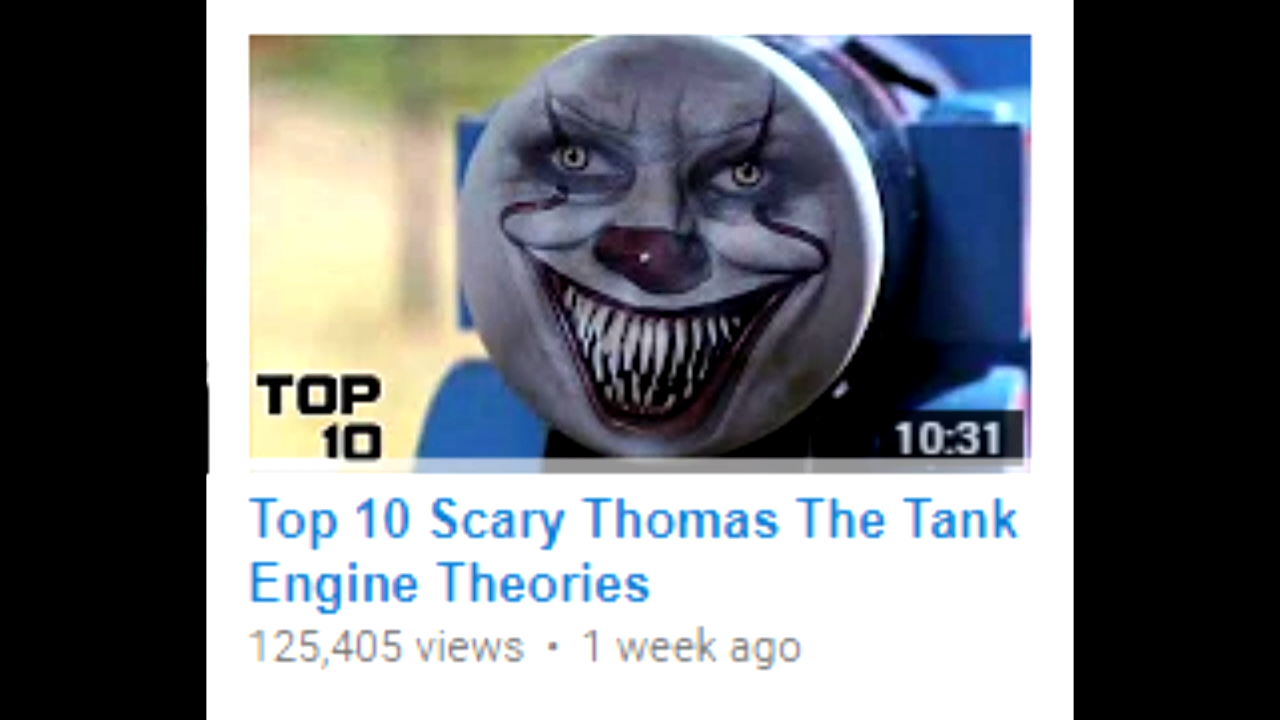 TOP
10
10:31
Top 10 Scary Thomas The Tank
Engine Theories
125,405 views • 1 week ago